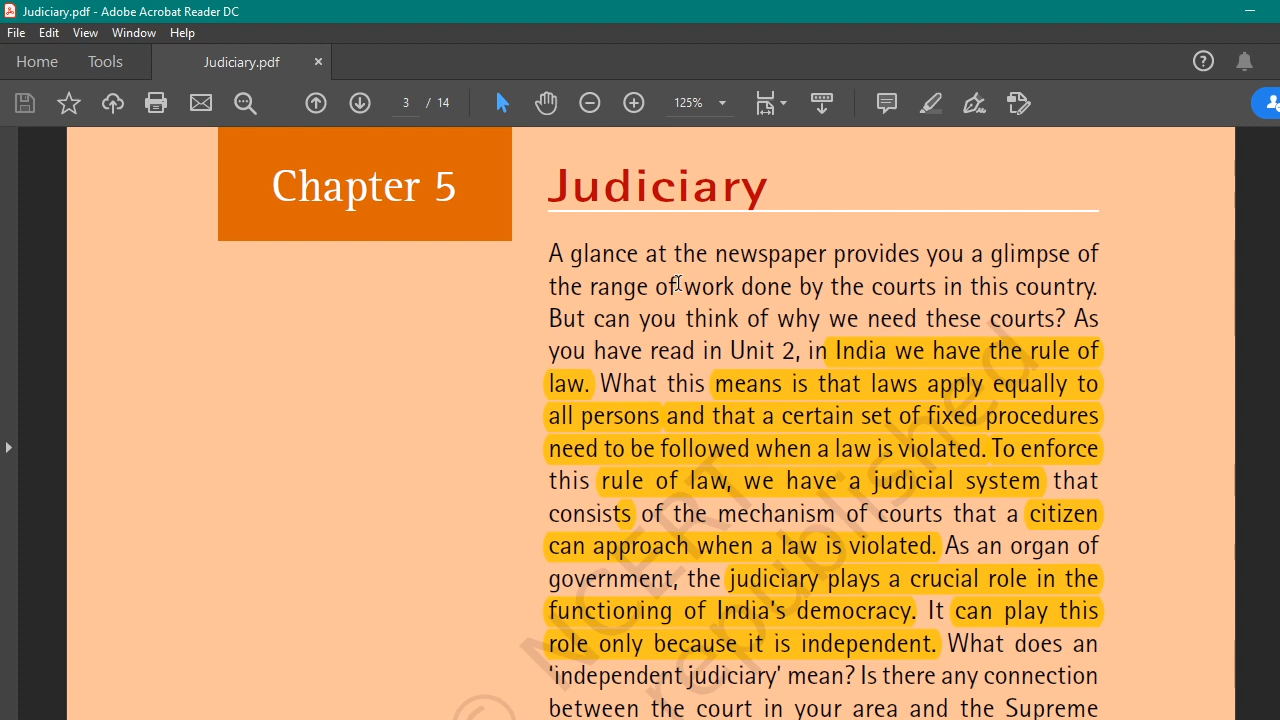 Judiciary.pdf - Adobe Acrobat Reader DC
File Edit View Window Help
Home Tools Judiciary.pdf ×
3 / 14 125%
Chapter 5
Judiciary
A glance at the newspaper provides you a glimpse of
the range of work done by the courts in this country.
But can you think of why we need these courts? As
you have read in Unit 2, in India we have the rule of
law. What this means is that laws apply equally to
all persons and that a certain set of fixed procedures
need to be followed when a law is violated. To enforce
this rule of law, we have a judicial system that
consists of the mechanism of courts that a citizen
can approach when a law is violated. As an organ of
government, the judiciary plays a crucial role in the
functioning of India's democracy. It can play this
role only because it is independent. What does an
'independent judiciary' mean? Is there any connection
between the court in your area and the Supreme
© NCERT
republished